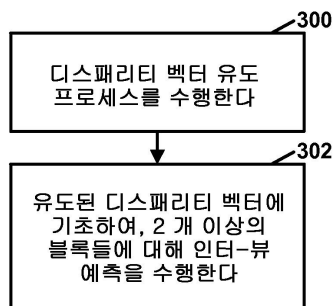 300
디스패리티 벡터 유도
프로세스를 수행한다
302
유도된 디스패리티 벡터에
기초하여, 2 개 이상의
블록들에 대해 인터-뷰
예측을 수행한다